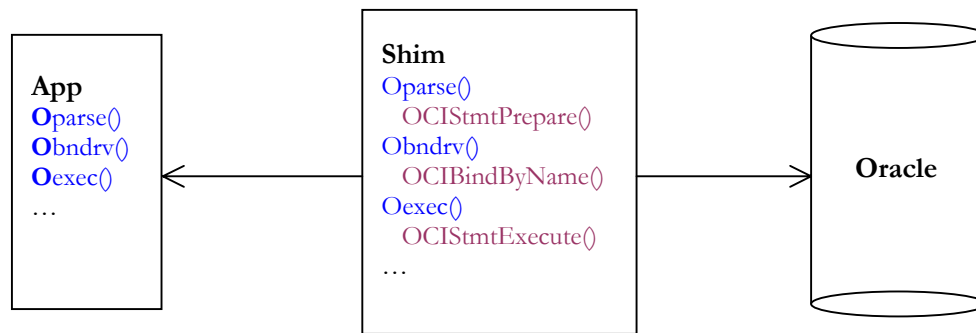 App
Oparse()
Obndrv()
Oexec()
…
Shim
Oparse()
OCIStmtPrepare()
Obndrv()
OCIBindByName()
Oexec()
OCIStmtExecute()
…
Oracle